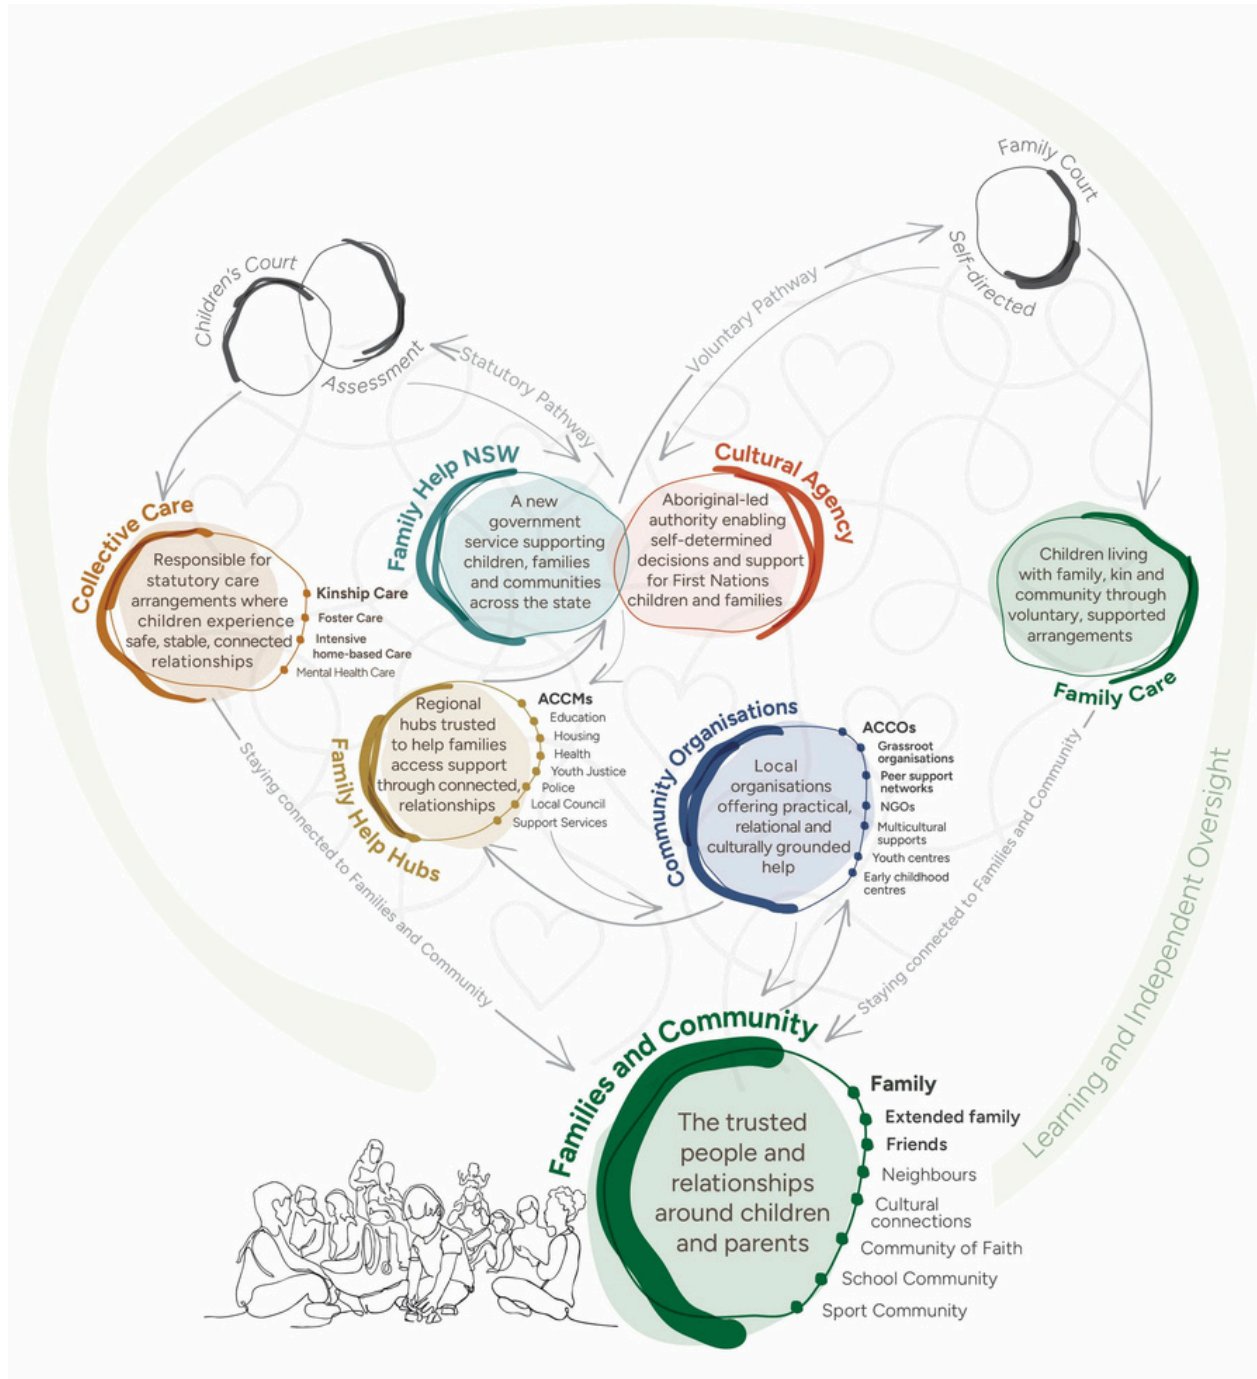 Family Court
Self-directed
Children's Court
Assessment
Statutory Pathway
Voluntary Pathway
Family Help NSW
A new
government
service supporting
children, families
and communities
across the state
Cultural Agency
Aboriginal-led
authority enabling
self-determined
decisions and support
for First Nations
children and families
Collective Care
Responsible for
statutory care
arrangements where
children experience
safe, stable, connected
relationships
Kinship Care
Foster Care
Intensive
home-based Care
Mental Health Care
Children living
with family, kin and
community through
voluntary, supported
arrangements
Family Care
Family Help Hubs
Regional
hubs trusted
to help families
access support
through connected,
relationships
ACCMs
Education
Housing
Health
Youth Justice
Police
Local Council
Support Services
Community Organisations
Local
organisations
offering practical,
relational and
culturally grounded
help
ACCOs
Grassroot
organisations
Peer support
networks
NGOs
Multicultural
supports
Youth centres
Early childhood
centres
Staying connected to Families and Community
Staying connected to Families and Community
Learning and Independent Oversight
Families and Community
The trusted
people and
relationships
around children
and parents
Family
Extended family
Friends
Neighbours
Cultural
connections
Community of Faith
School Community
Sport Community